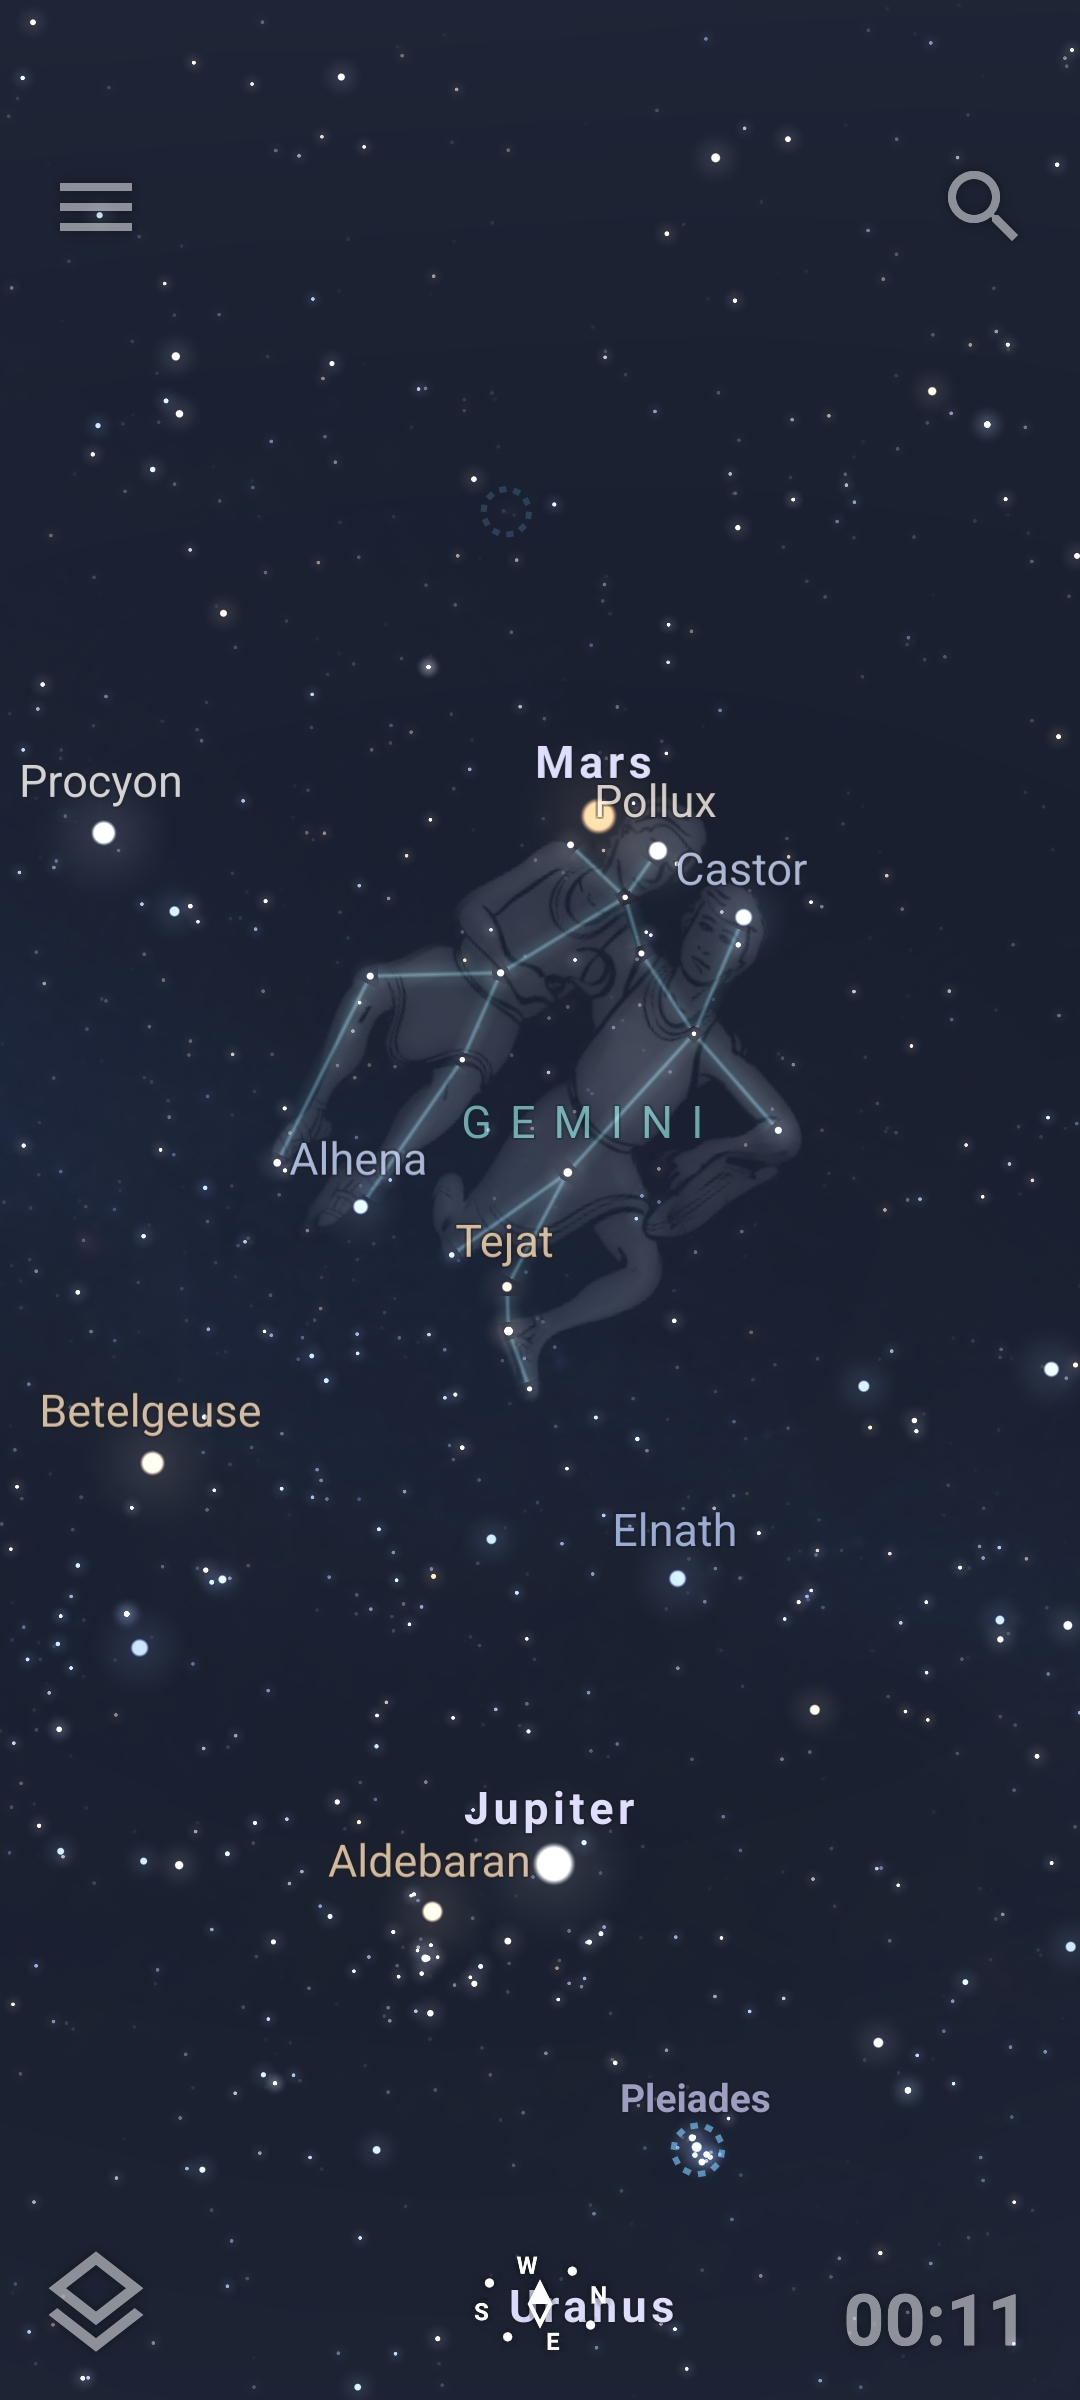 Mars
Procyon
Pollux
Castor
GEMINI
Alhena
Tejat
Betelgeuse
Elnath
Jupiter
Aldebaran
Pleiades
W
N
S
Uranus
E
00:11